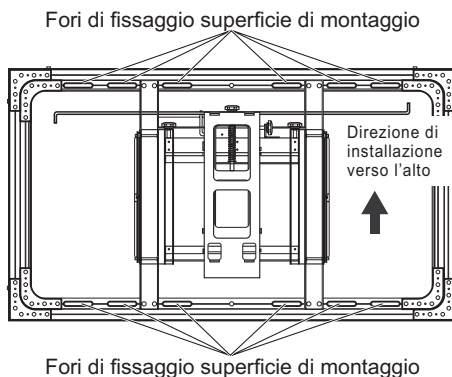 Fori di fissaggio superficie di montaggio
Direzione di
installazione
verso l'alto
Fori di fissaggio superficie di montaggio